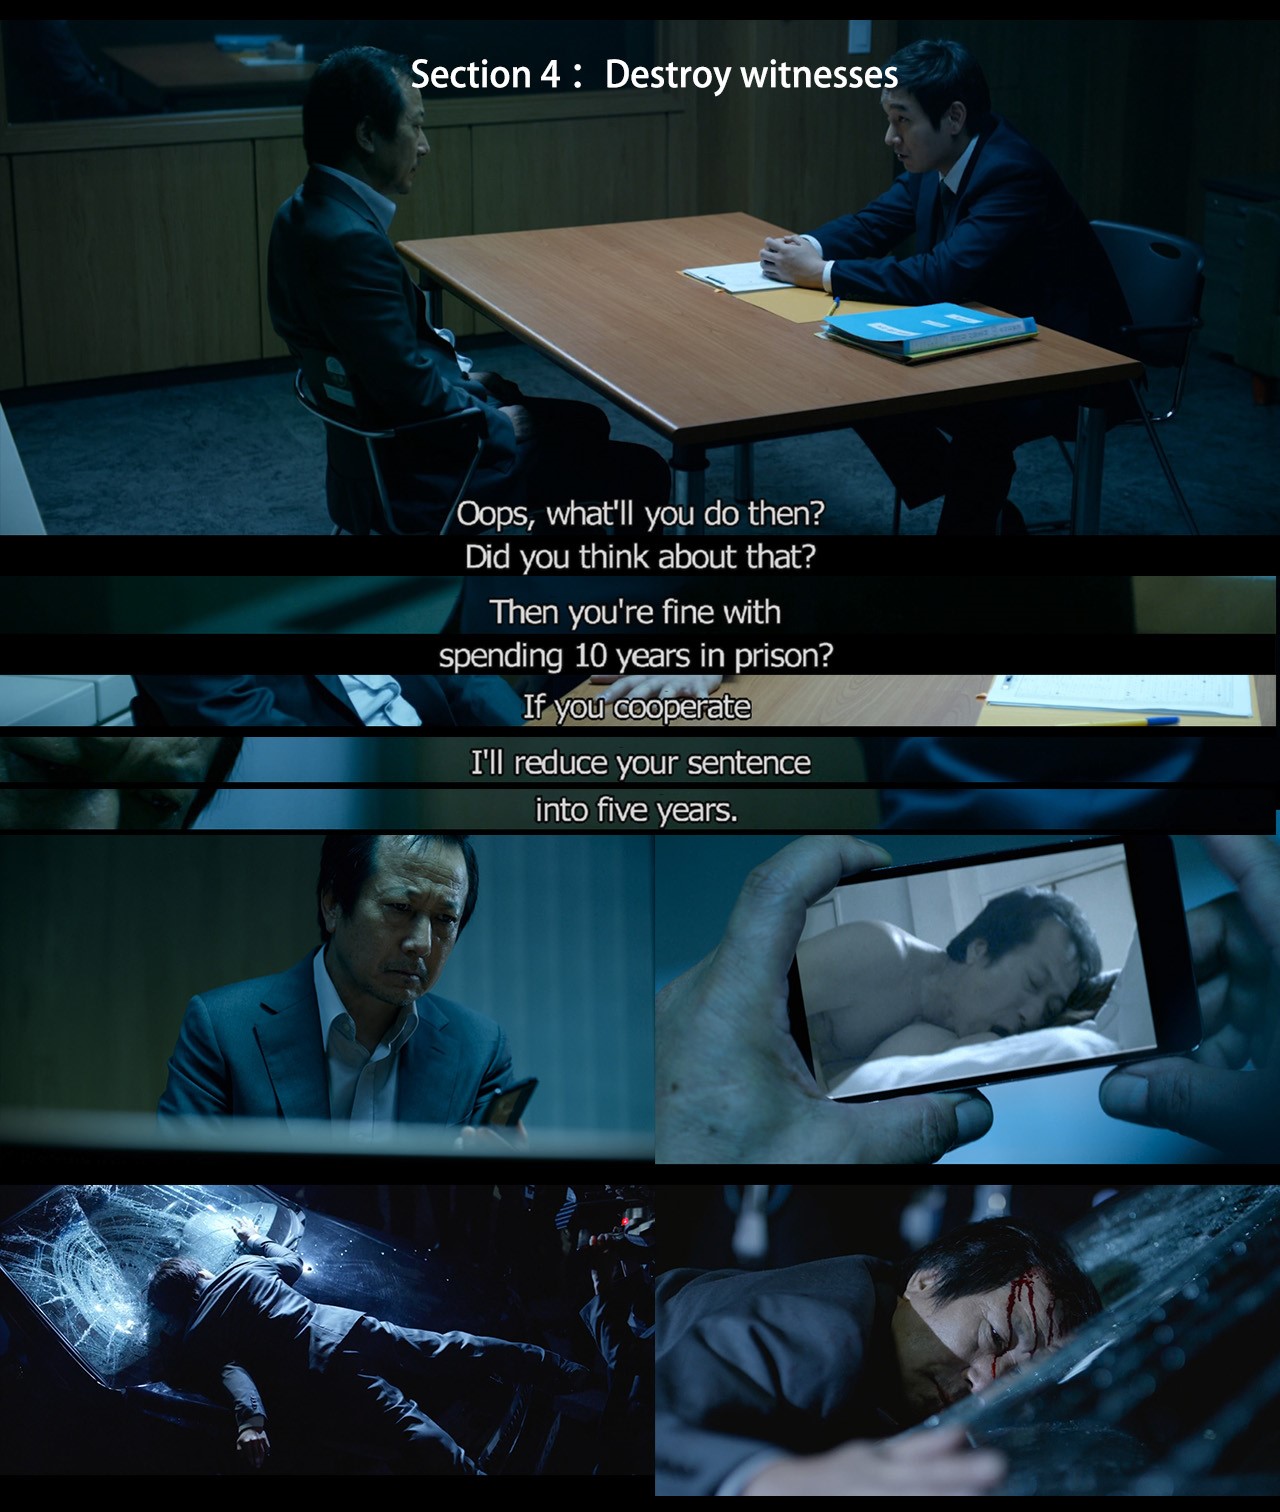 Section 4： Destroy witnesses
Oops, what'll you do then?
Did you think about that?
Then you're fine with
spending 10 years in prison?
If you cooperate
I'll reduce your sentence
into five years.